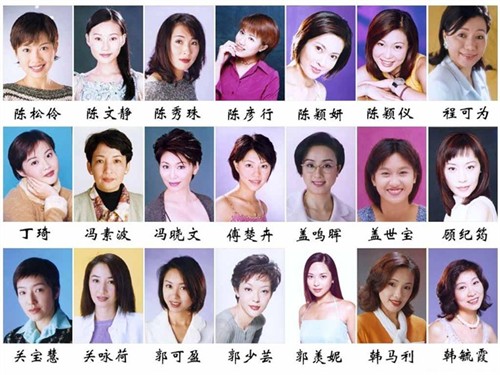 陈松伶 陈文静 陈秀珠 陈彦行 陈颖妍 陈颖仪 程可为
丁琦 冯素波 冯晓文 傅楚卉 盖鸣晖 盖世宝 顾纪筠
关宝慧 关咏荷 郭可盈 郭少芸 郭羡妮 韩马利 韩毓霞